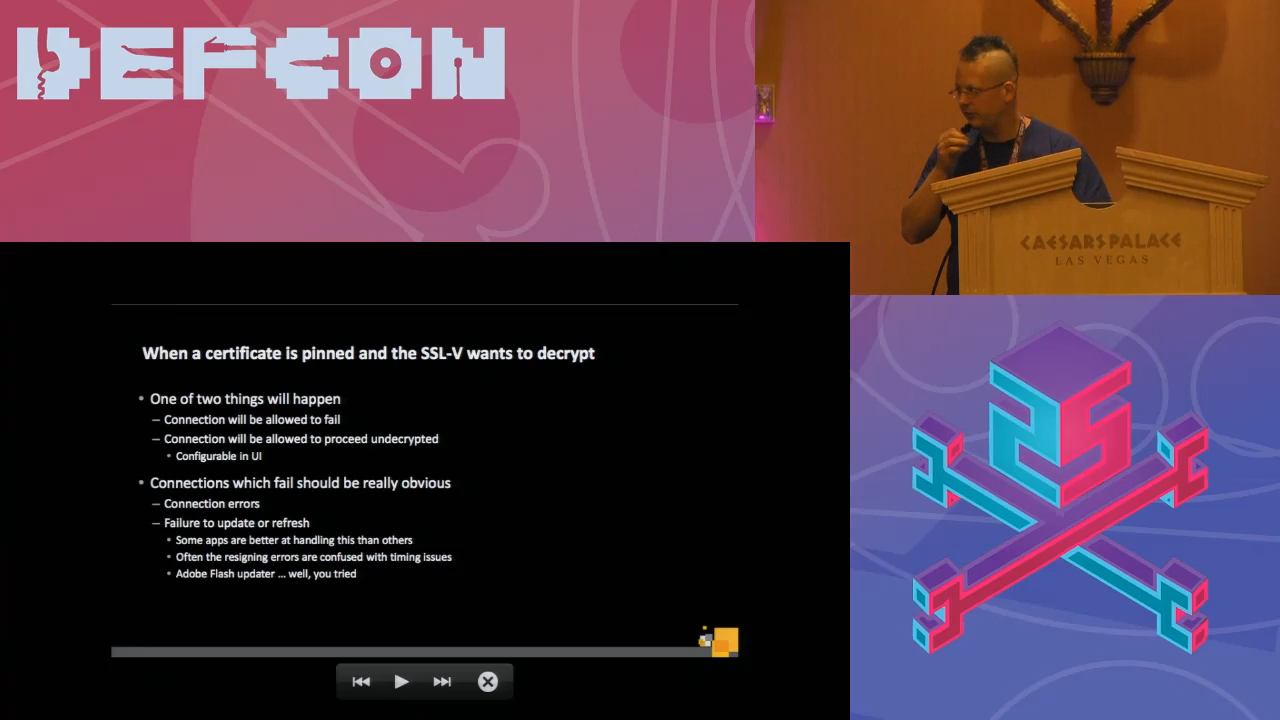 DEFCON
CAESARS PALACE
LAS VEGAS
When a certificate is pinned and the SSL-V wants to decrypt
• One of two things will happen
– Connection will be allowed to fail
– Connection will be allowed to proceed undecrypted
• Configurable in UI
• Connections which fail should be really obvious
– Connection errors
– Failure to update or refresh
• Some apps are better at handling this than others
• Often the resigning errors are confused with timing issues
• Adobe Flash updater ... well, you tried
25